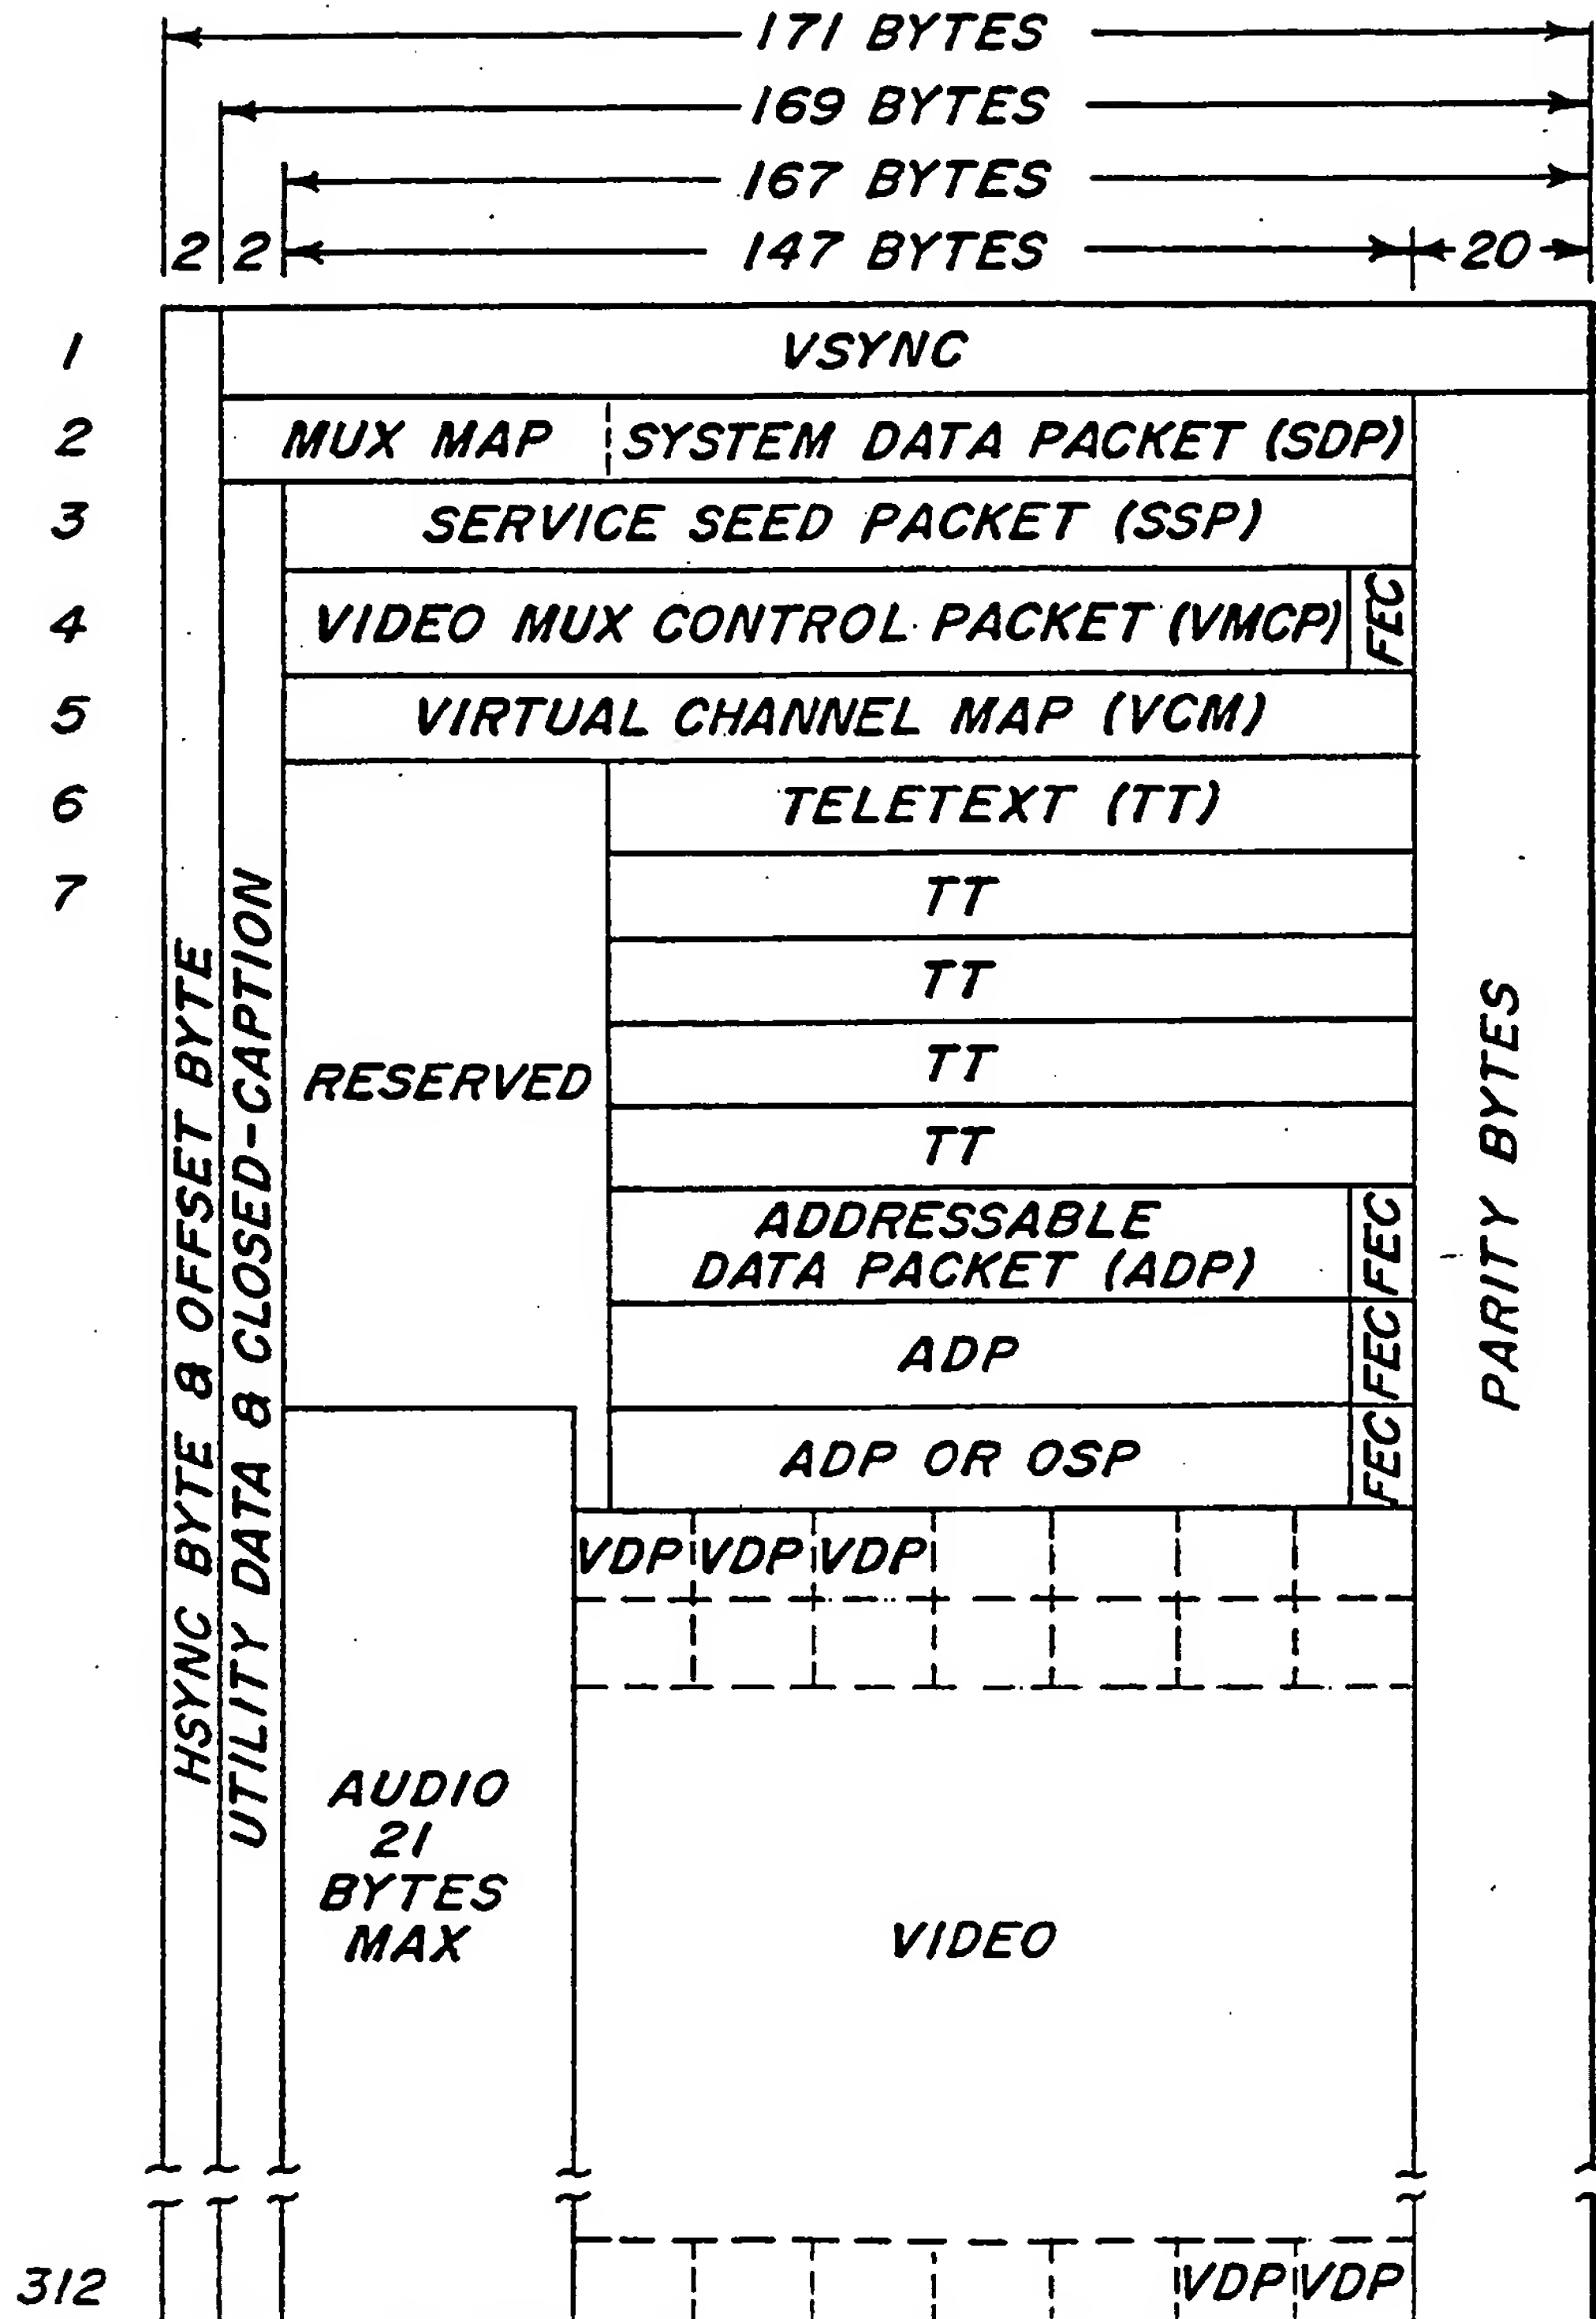 171 BYTES
169 BYTES
167 BYTES
2 2 147 BYTES 20
1 VSYNC
2 MUX MAP SYSTEM DATA PACKET (SDP)
3 SERVICE SEED PACKET (SSP)
4 VIDEO MUX CONTROL PACKET (VMCP) FEC
5 VIRTUAL CHANNEL MAP (VCM)
6 TELETEXT (TT)
7 TT
TT
TT
TT
RESERVED
ADDRESSABLE
DATA PACKET (ADP) FEC
ADP FEC
ADP OR OSP FEC
HSYNC BYTE & OFFSET BYTE
UTILITY DATA & CLOSED-CAPTION
PARITY BYTES
VDP VDP VDP
AUDIO
21
BYTES
MAX
VIDEO
312 VDP VDP